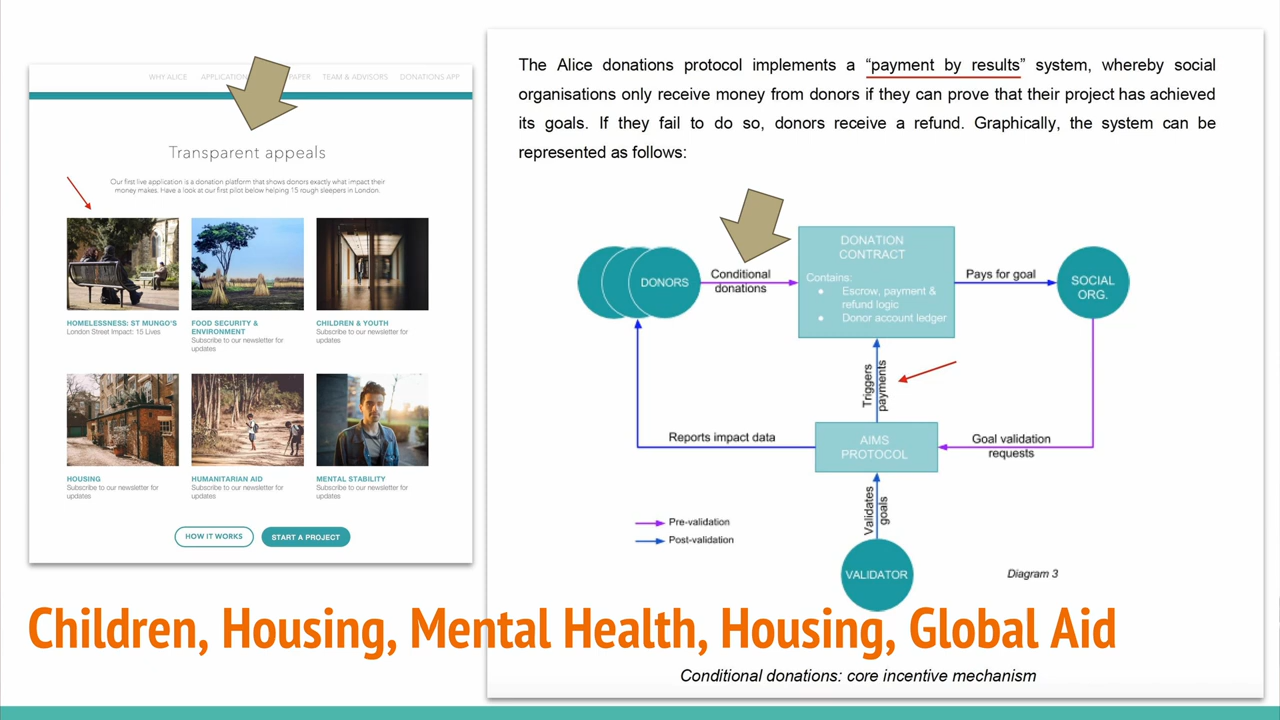 WHY ALICE APPLICATION PAPER TEAM & ADVISORS DONATIONS APP
Transparent appeals
Our first live application is a donation platform that shows donors exactly what impact their
money makes. Have a look at our first pilot below helping 15 rough sleepers in London.
HOMELESSNESS: ST MUNGO'S
London Street Impact: 15 Lives
FOOD SECURITY &
ENVIRONMENT
Subscribe to our newsletter for
updates
CHILDREN & YOUTH
Subscribe to our newsletter for
updates
HOUSING
Subscribe to our newsletter for
updates
HUMANITARIAN AID
Subscribe to our newsletter for
updates
MENTAL STABILITY
Subscribe to our newsletter for
updates
HOW IT WORKS
START A PROJECT
The Alice donations protocol implements a “payment by results” system, whereby social
organisations only receive money from donors if they can prove that their project has achieved
its goals. If they fail to do so, donors receive a refund. Graphically, the system can be
represented as follows:
DONORS
Conditional
donations
DONATION
CONTRACT
Contains:
● Escrow, payment &
refund logic
● Donor account ledger
Pays for goal
SOCIAL
ORG.
Triggers
payments
Reports impact data
AIMS
PROTOCOL
Goal validation
requests
Validates
goals
Pre-validation
Post-validation
VALIDATOR
Diagram 3
Children, Housing, Mental Health, Housing, Global Aid
Conditional donations: core incentive mechanism